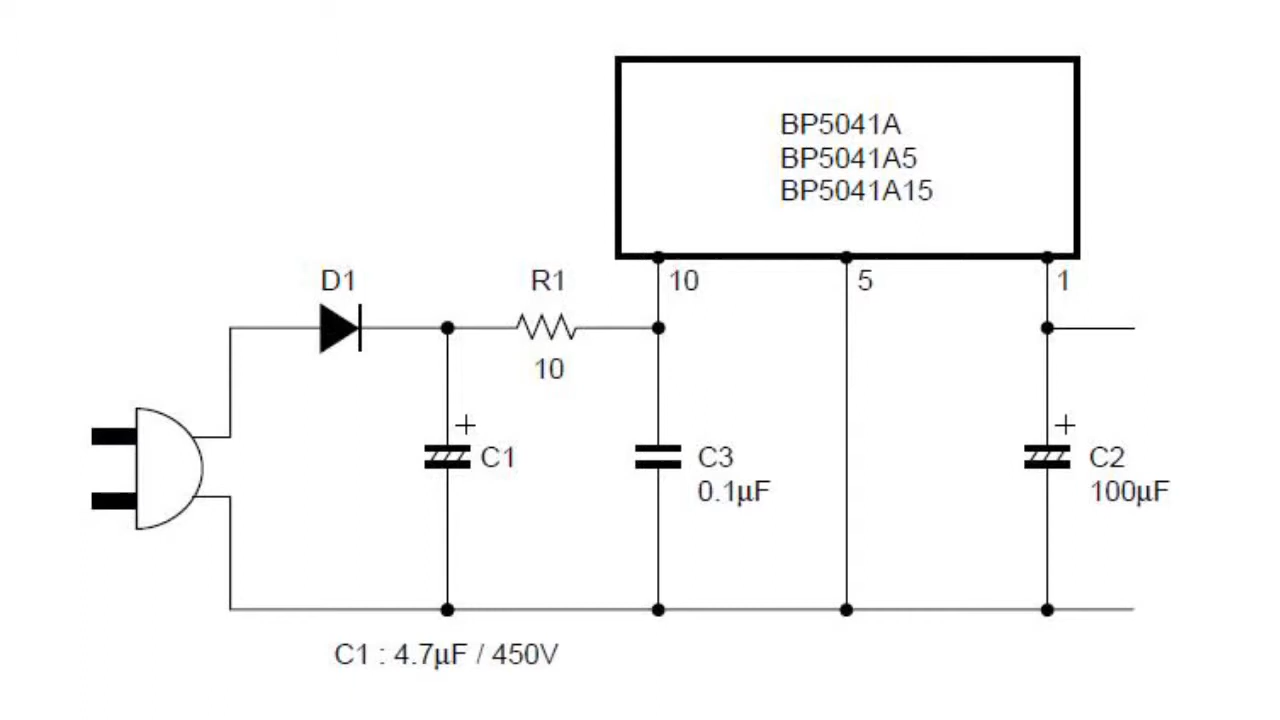 BP5041A
BP5041A5
BP5041A15
D1
R1
10
5
1
10
+
C1
C3
0.1µF
+
C2
100µF
C1 : 4.7µF / 450V